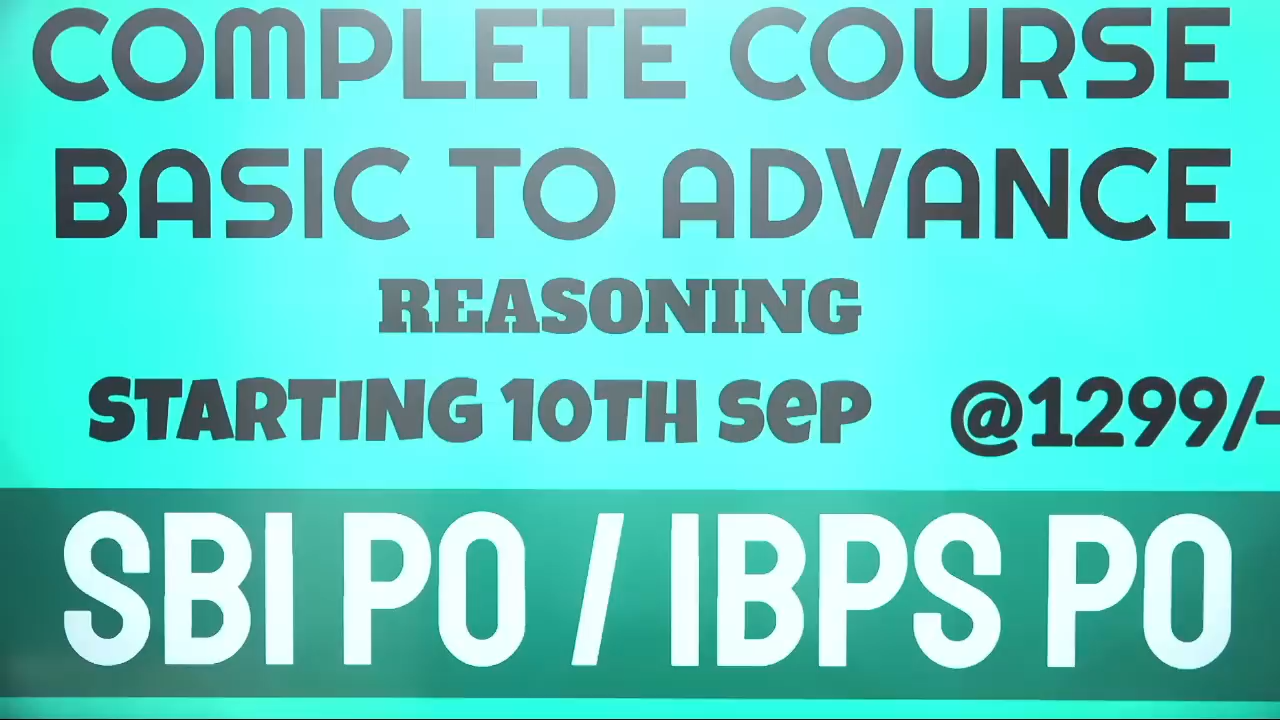 COMPLETE COURSE
BASIC TO ADVANCE
REASONING
STARTING 10TH Sep @1299/-
SBI PO / IBPS PO